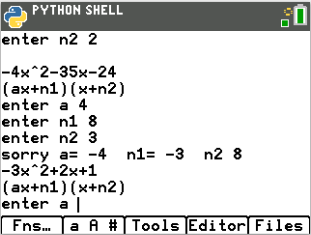 PYTHON SHELL
enter n2 2
-4x^2-35x-24
(ax+n1)(x+n2)
enter a 4
enter n1 8
enter n2 3
sorry a= -4  n1= -3  n2 8
-3x^2+2x+1
(ax+n1)(x+n2)
enter a
Fns… a A # Tools Editor Files